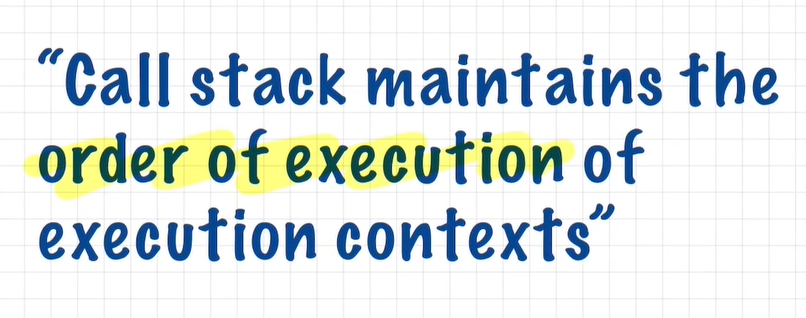 “Call stack maintains the
order of execution of
execution contexts”